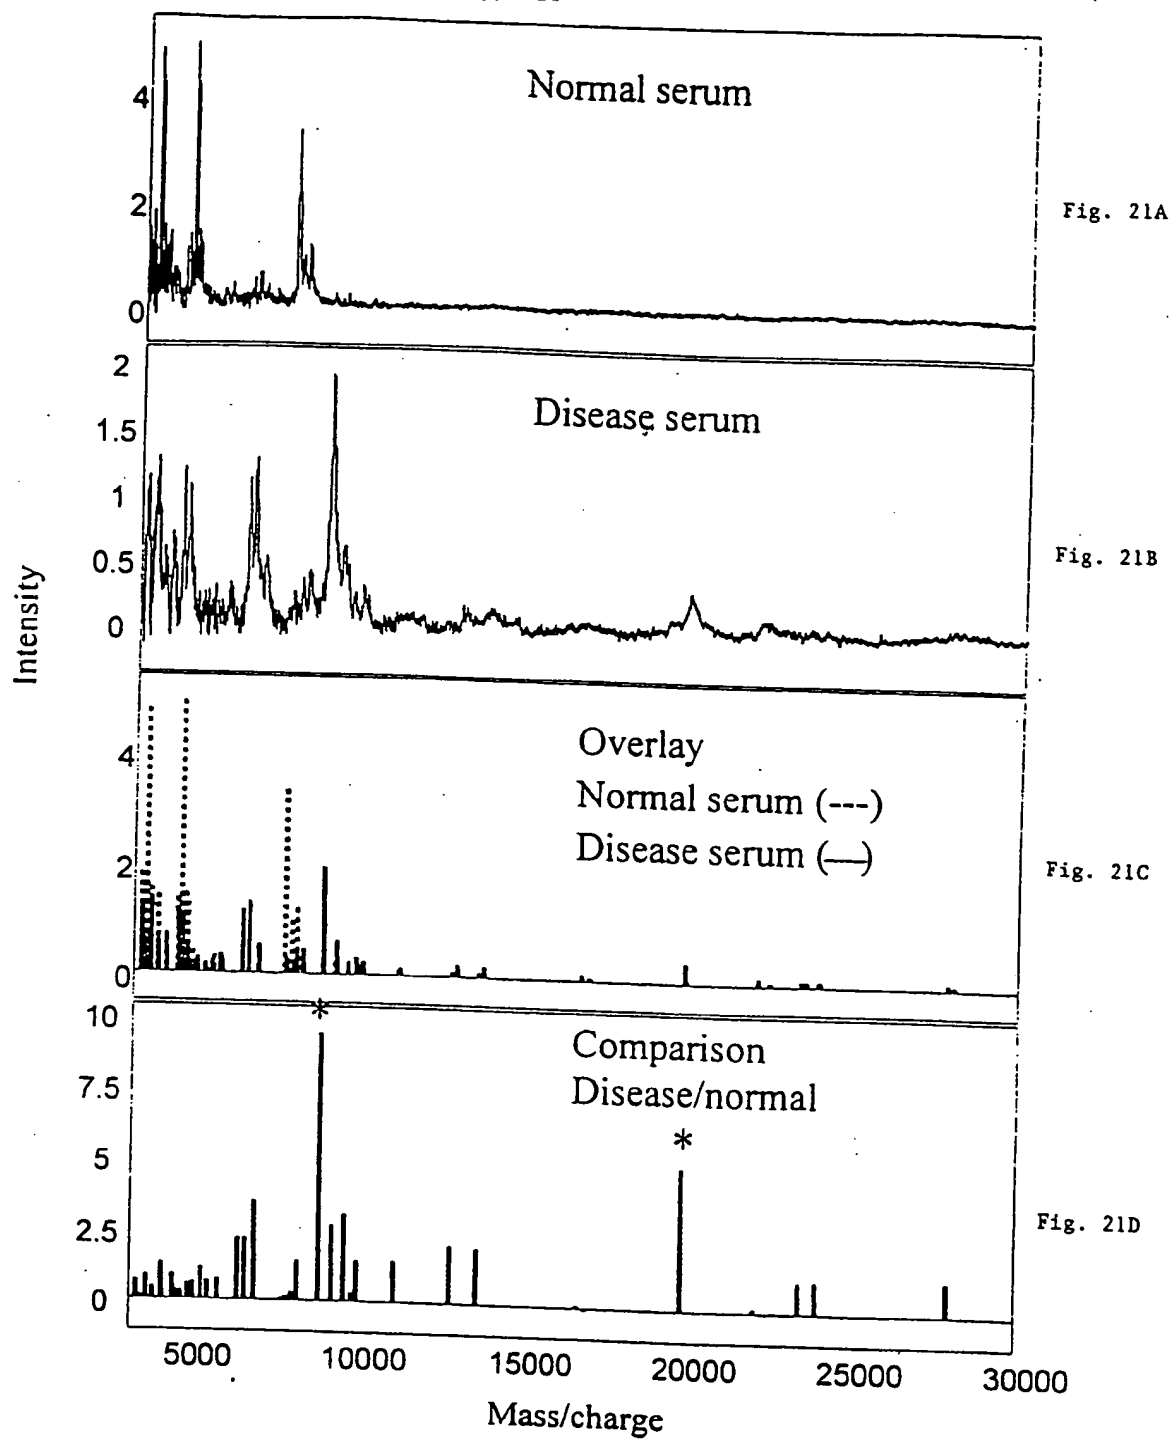 Normal serum
4
2
0
Fig. 21A
Disease serum
2
1.5
1
0.5
0
Fig. 21B
Intensity
Overlay
Normal serum (---)
Disease serum (—)
4
2
0
Fig. 21C
*
Comparison
Disease/normal
*
10
7.5
5
2.5
0
Fig. 21D
5000 10000 15000 20000 25000 30000
Mass/charge